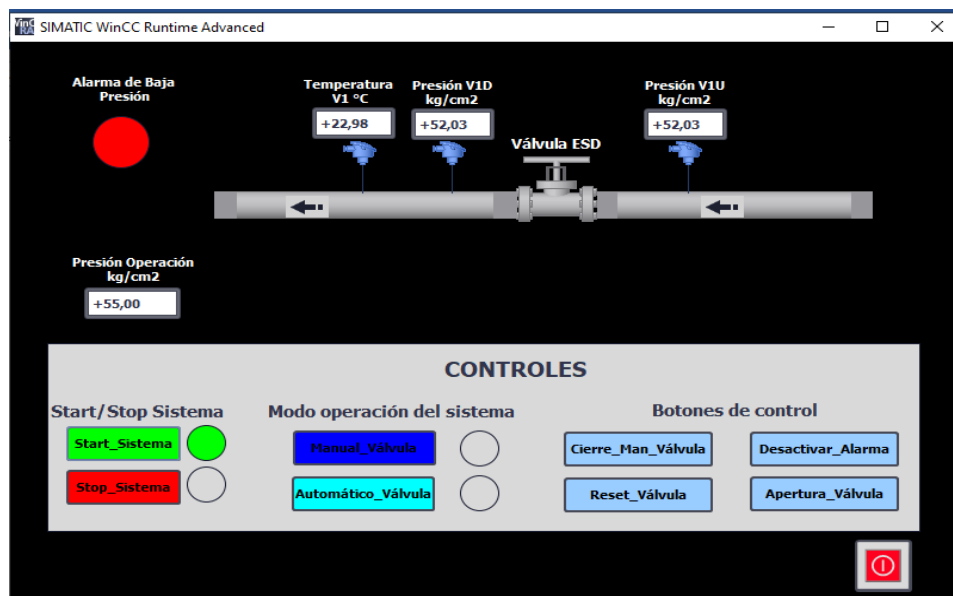 SIMATIC WinCC Runtime Advanced
Alarma de Baja
Presión
Temperatura
V1 °C
+22,98
Presión V1D
kg/cm2
+52,03
Presión V1U
kg/cm2
+52,03
Válvula ESD
Presión Operación
kg/cm2
+55,00
CONTROLES
Start/Stop Sistema
Modo operación del sistema
Botones de control
Start_Sistema
Manual_Válvula
Cierre_Man_Válvula
Desactivar_Alarma
Stop_Sistema
Automático_Válvula
Reset_Válvula
Apertura_Válvula